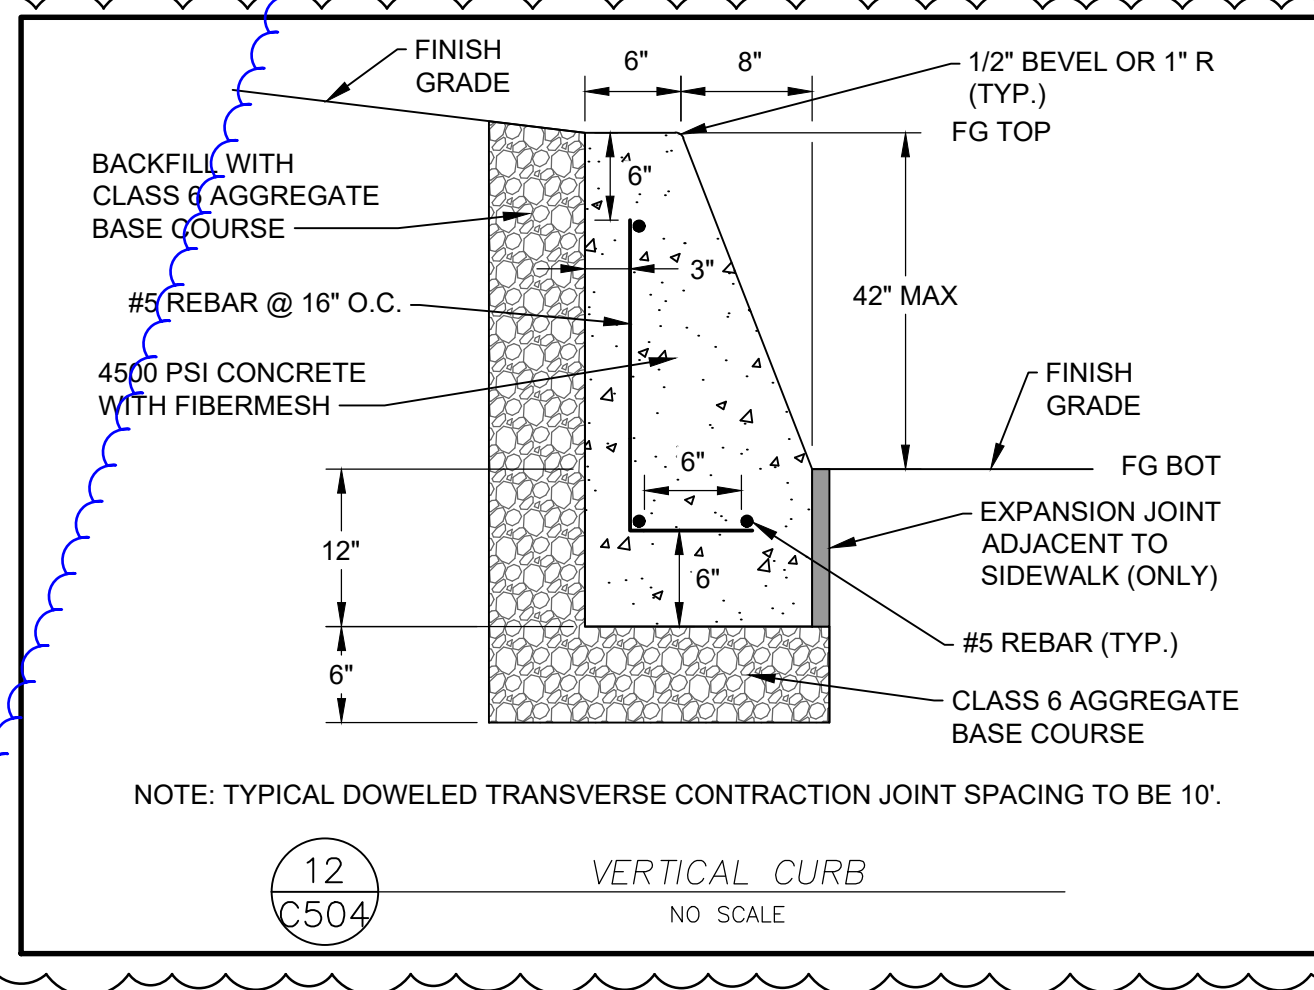 FINISH
GRADE
6"
8"
1/2" BEVEL OR 1" R
(TYP.)
FG TOP
BACKFILL WITH
CLASS 6 AGGREGATE
BASE COURSE
6"
3"
#5 REBAR @ 16" O.C.
42" MAX
4500 PSI CONCRETE
WITH FIBERMESH
FINISH
GRADE
6"
FG BOT
EXPANSION JOINT
ADJACENT TO
SIDEWALK (ONLY)
12"
6"
#5 REBAR (TYP.)
6"
CLASS 6 AGGREGATE
BASE COURSE
NOTE: TYPICAL DOWELED TRANSVERSE CONTRACTION JOINT SPACING TO BE 10'.
12
C504
VERTICAL CURB
NO SCALE